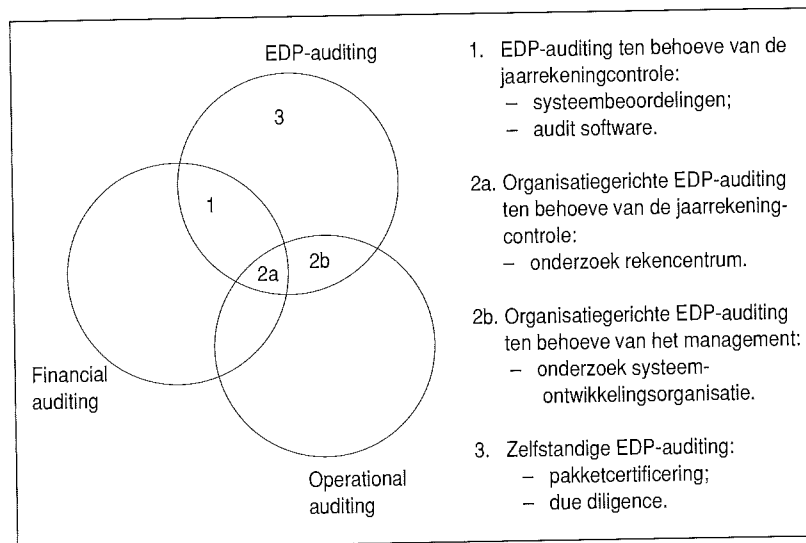 EDP-auditing
3
1
2a
2b
Financial
auditing
Operational
auditing
1. EDP-auditing ten behoeve van de
jaarrekeningcontrole:
– systeembeoordelingen;
– audit software.
2a. Organisatiegerichte EDP-auditing
ten behoeve van de jaarrekening-
controle:
– onderzoek rekencentrum.
2b. Organisatiegerichte EDP-auditing
ten behoeve van het management:
– onderzoek systeem-
ontwikkelingsorganisatie.
3. Zelfstandige EDP-auditing:
– pakketcertificering;
– due diligence.